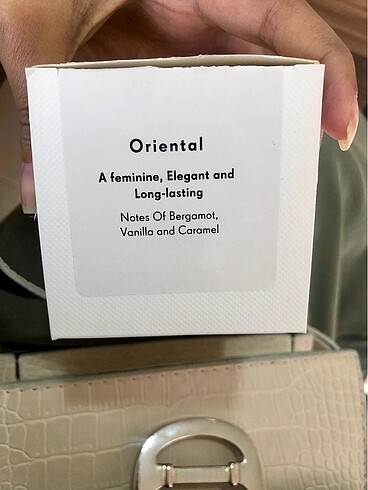 Oriental
A feminine, Elegant and
Long-lasting
Notes Of Bergamot,
Vanilla and Caramel